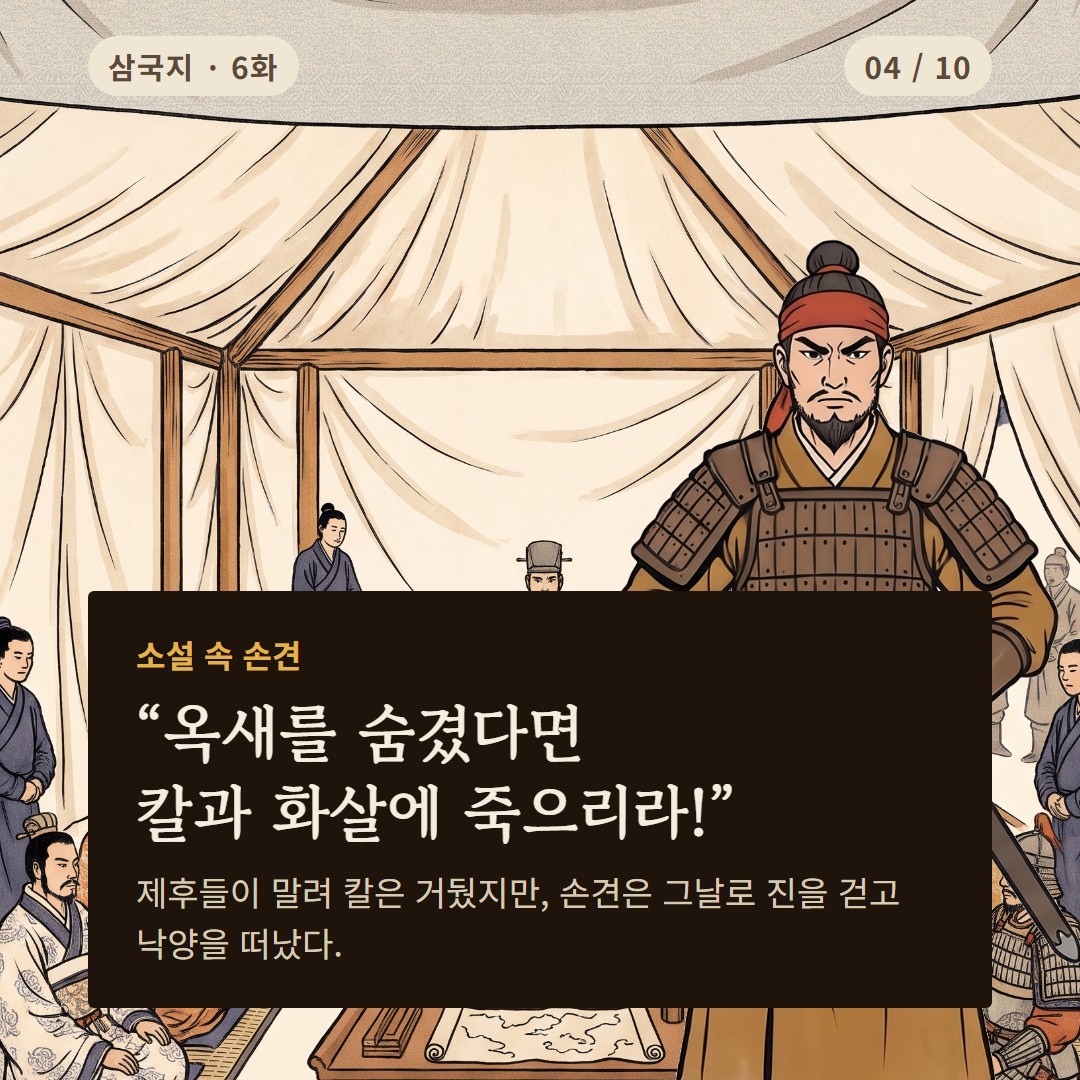 삼국지 · 6화
04 / 10
소설 속 손견
“옥새를 숨겼다면
칼과 화살에 죽으리라!”
제후들이 말려 칼은 거뒀지만, 손견은 그날로 진을 걷고
낙양을 떠났다.